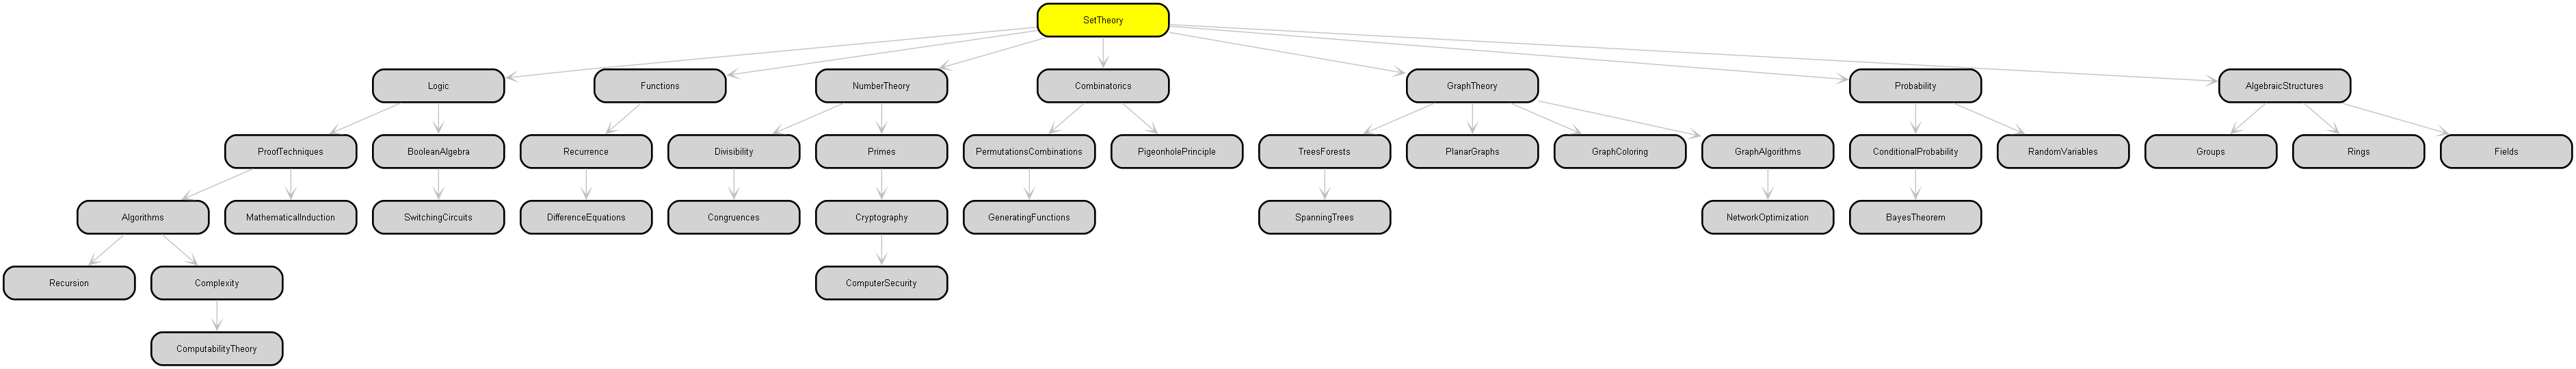 SetTheory
Logic
Functions
NumberTheory
Combinatorics
GraphTheory
Probability
AlgebraicStructures
ProofTechniques
BooleanAlgebra
Recurrence
Divisibility
Primes
PermutationsCombinations
PigeonholePrinciple
TreesForests
PlanarGraphs
GraphColoring
GraphAlgorithms
ConditionalProbability
RandomVariables
Groups
Rings
Fields
Algorithms
MathematicalInduction
SwitchingCircuits
DifferenceEquations
Congruences
Cryptography
GeneratingFunctions
SpanningTrees
NetworkOptimization
BayesTheorem
Recursion
Complexity
ComputerSecurity
ComputabilityTheory